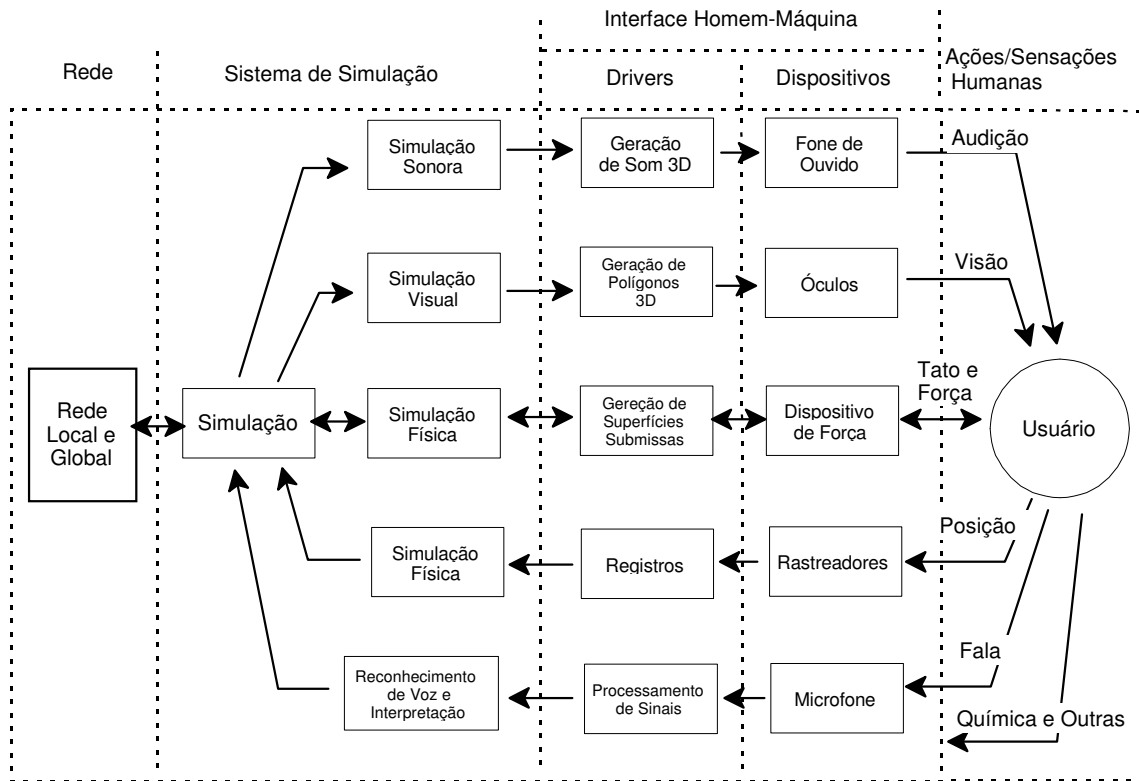 Interface Homem-Máquina
Rede
Sistema de Simulação
Drivers
Dispositivos
Ações/Sensações
Humanas
Simulação
Sonora
Geração
de Som 3D
Fone de
Ouvido
Audição
Simulação
Visual
Geração de
Polígonos
3D
Óculos
Visão
Rede
Local e
Global
Simulação
Simulação
Física
Gereção de
Superfícies
Submissas
Dispositivo
de Força
Tato e
Força
Usuário
Simulação
Física
Registros
Rastreadores
Posição
Reconhecimento
de Voz e
Interpretação
Processamento
de Sinais
Microfone
Fala
Química e Outras